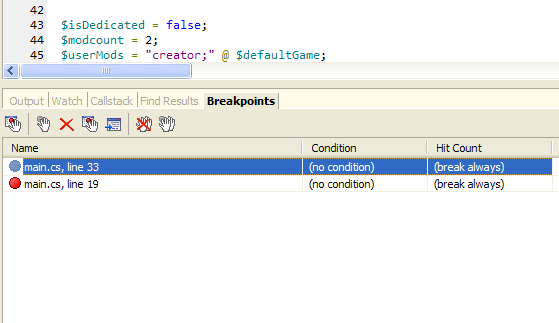 42
43 $isDedicated = false;
44 $modcount = 2;
45 $userMods = "creator;" @ $defaultGame;
Output Watch Callstack Find Results Breakpoints
Name Condition Hit Count
main.cs, line 33 (no condition) (break always)
main.cs, line 19 (no condition) (break always)